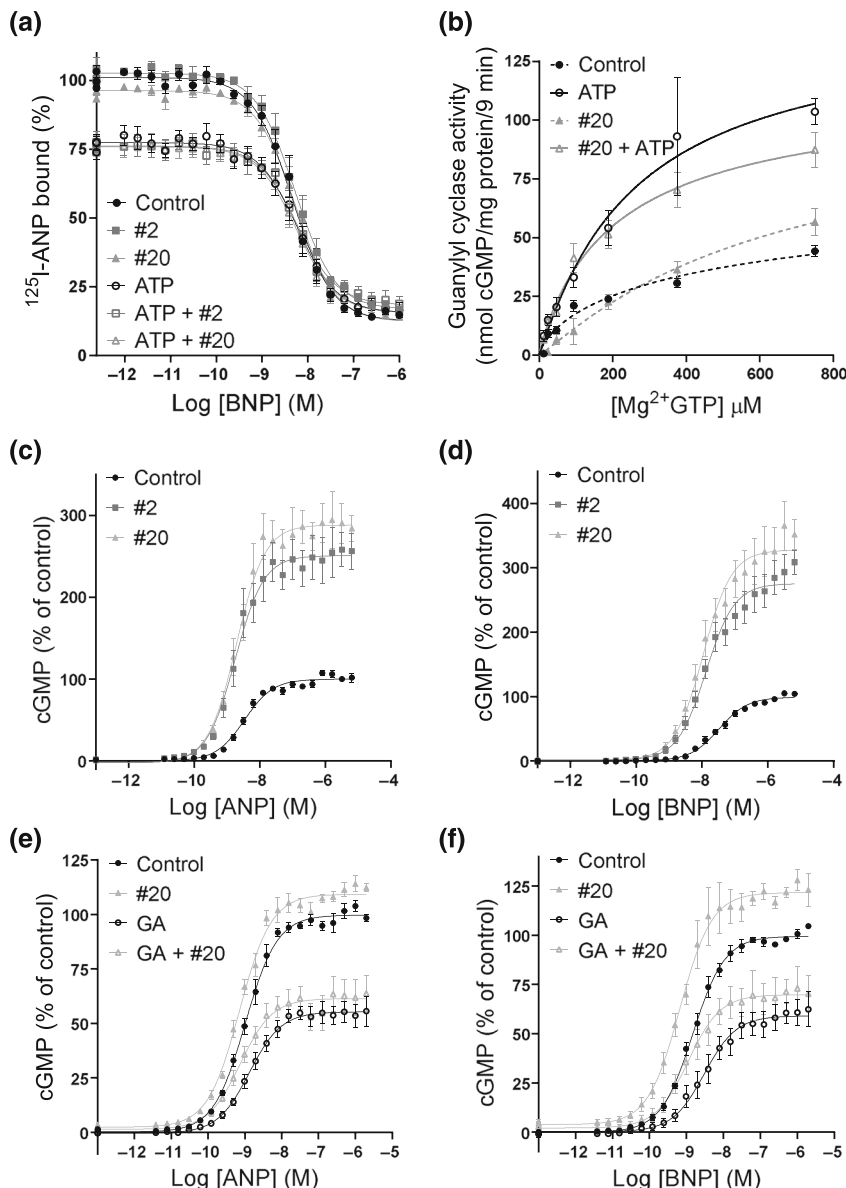 (a)
¹²⁵I-ANP bound (%)
100
75
50
25
0
Control
#2
#20
ATP
ATP + #2
ATP + #20
–12 –11 –10 –9 –8 –7 –6
Log [BNP] (M)
(b)
Guanylyl cyclase activity
(nmol cGMP/mg protein/9 min)
125
100
75
50
25
0
Control
ATP
#20
#20 + ATP
0 200 400 600 800
[Mg²⁺GTP] μM
(c)
cGMP (% of control)
300
200
100
0
Control
#2
#20
–12 –10 –8 –6 –4
Log [ANP] (M)
(d)
cGMP (% of control)
400
300
200
100
0
Control
#2
#20
–12 –10 –8 –6 –4
Log [BNP] (M)
(e)
cGMP (% of control)
125
100
75
50
25
0
Control
#20
GA
GA + #20
–12 –11 –10 –9 –8 –7 –6 –5
Log [ANP] (M)
(f)
cGMP (% of control)
125
100
75
50
25
0
Control
#20
GA
GA + #20
–12 –11 –10 –9 –8 –7 –6 –5
Log [BNP] (M)